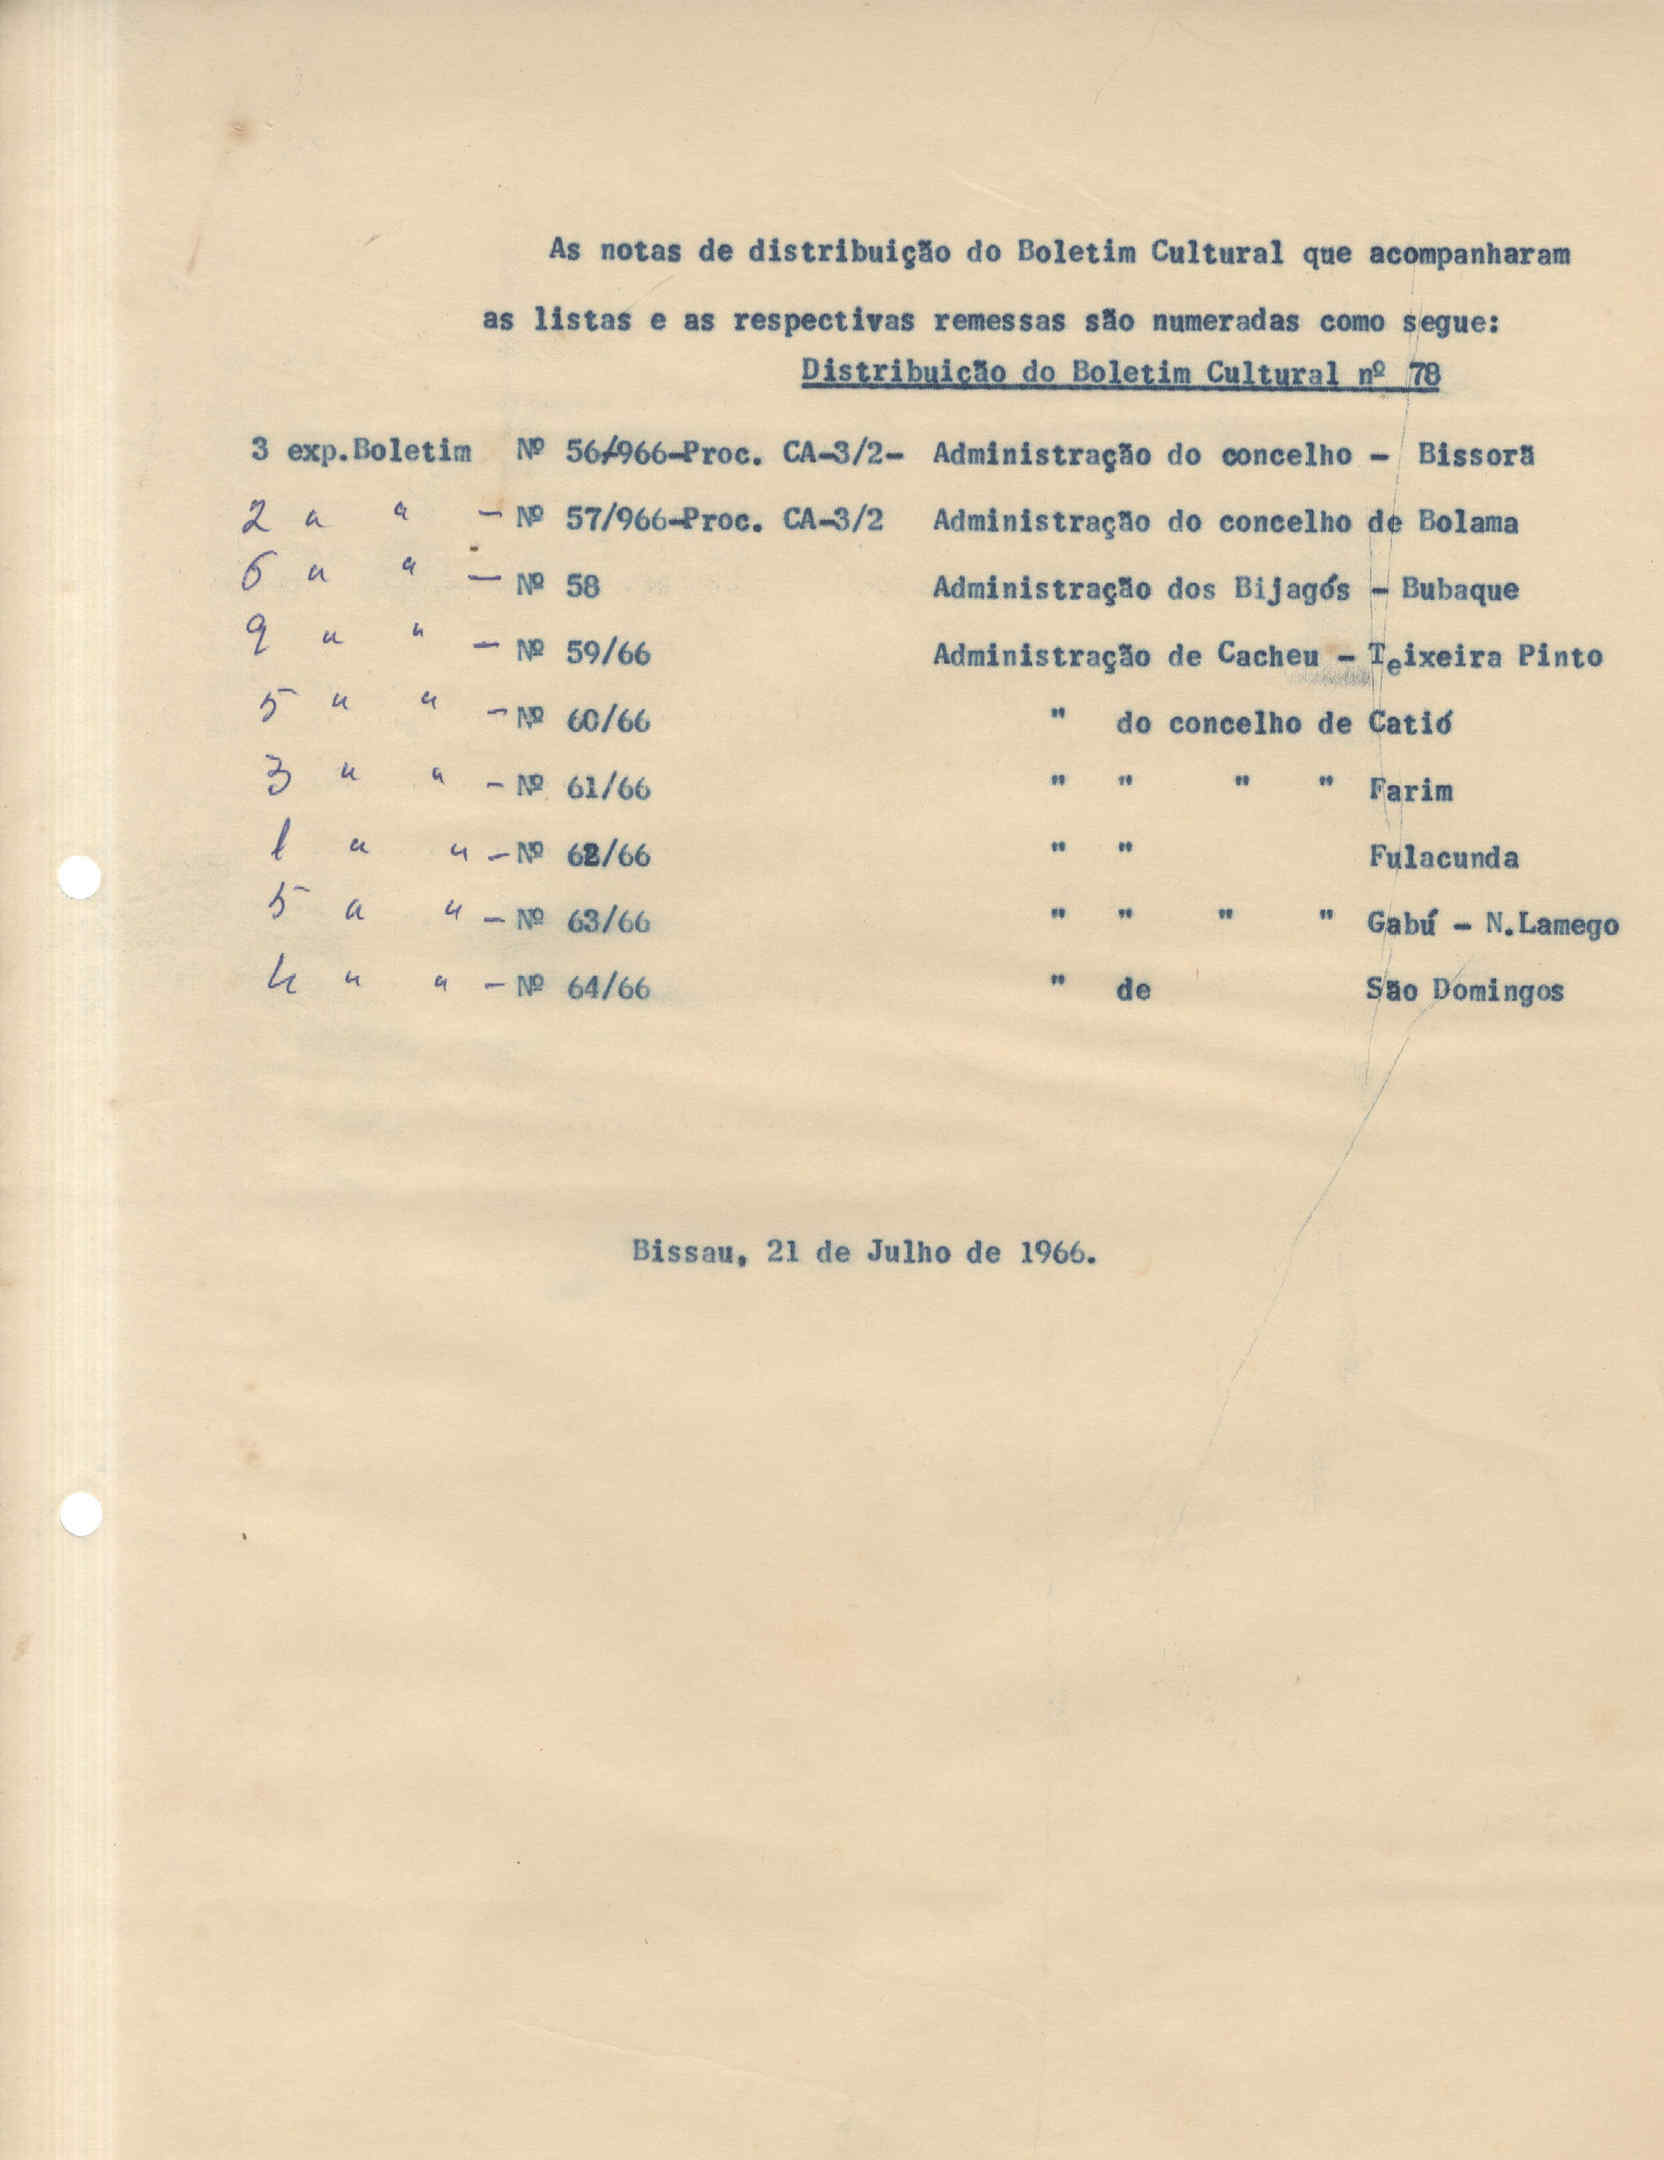 As notas de distribuição do Boletim Cultural que acompanharam
as listas e as respectivas remessas são numeradas como segue:
Distribuição do Boletim Cultural nº 78
3 exp.Boletim Nº 56/966-Proc. CA-3/2- Administração do concelho - Bissorã
2 " " - Nº 57/966-Proc. CA-3/2 Administração do concelho de Bolama
6 " " - Nº 58 Administração dos Bijagós - Bubaque
9 " " - Nº 59/66 Administração de Cacheu - Teixeira Pinto
5 " " - Nº 60/66 " do concelho de Catió
3 " " - Nº 61/66 " " " " Farim
1 " " - Nº 62/66 " " Fulacunda
5 " " - Nº 63/66 " " " " Gabú - N.Lamego
4 " " - Nº 64/66 " de São Domingos
Bissau, 21 de Julho de 1966.